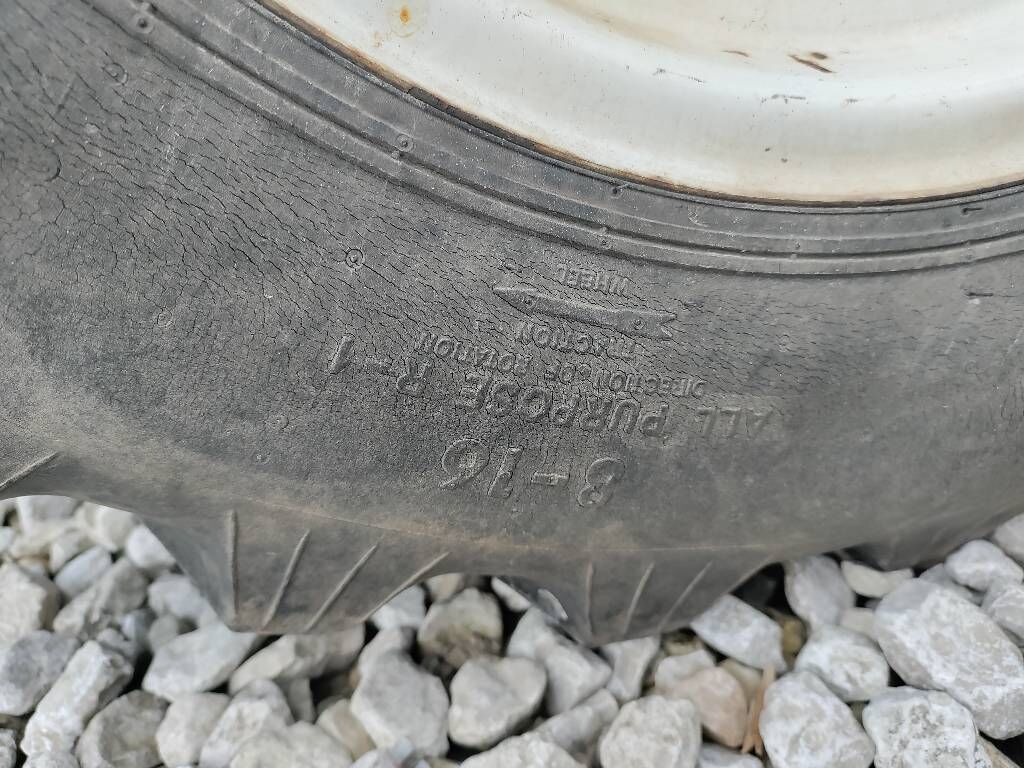 8-16
ALL PURPOSE R-1
DIRECTION OF ROTATION
TRACTION
WHEEL